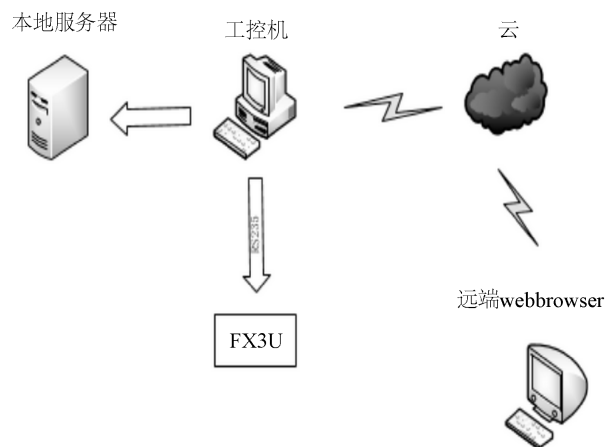 本地服务器
工控机
云
RS235
远端webbrowser
FX3U